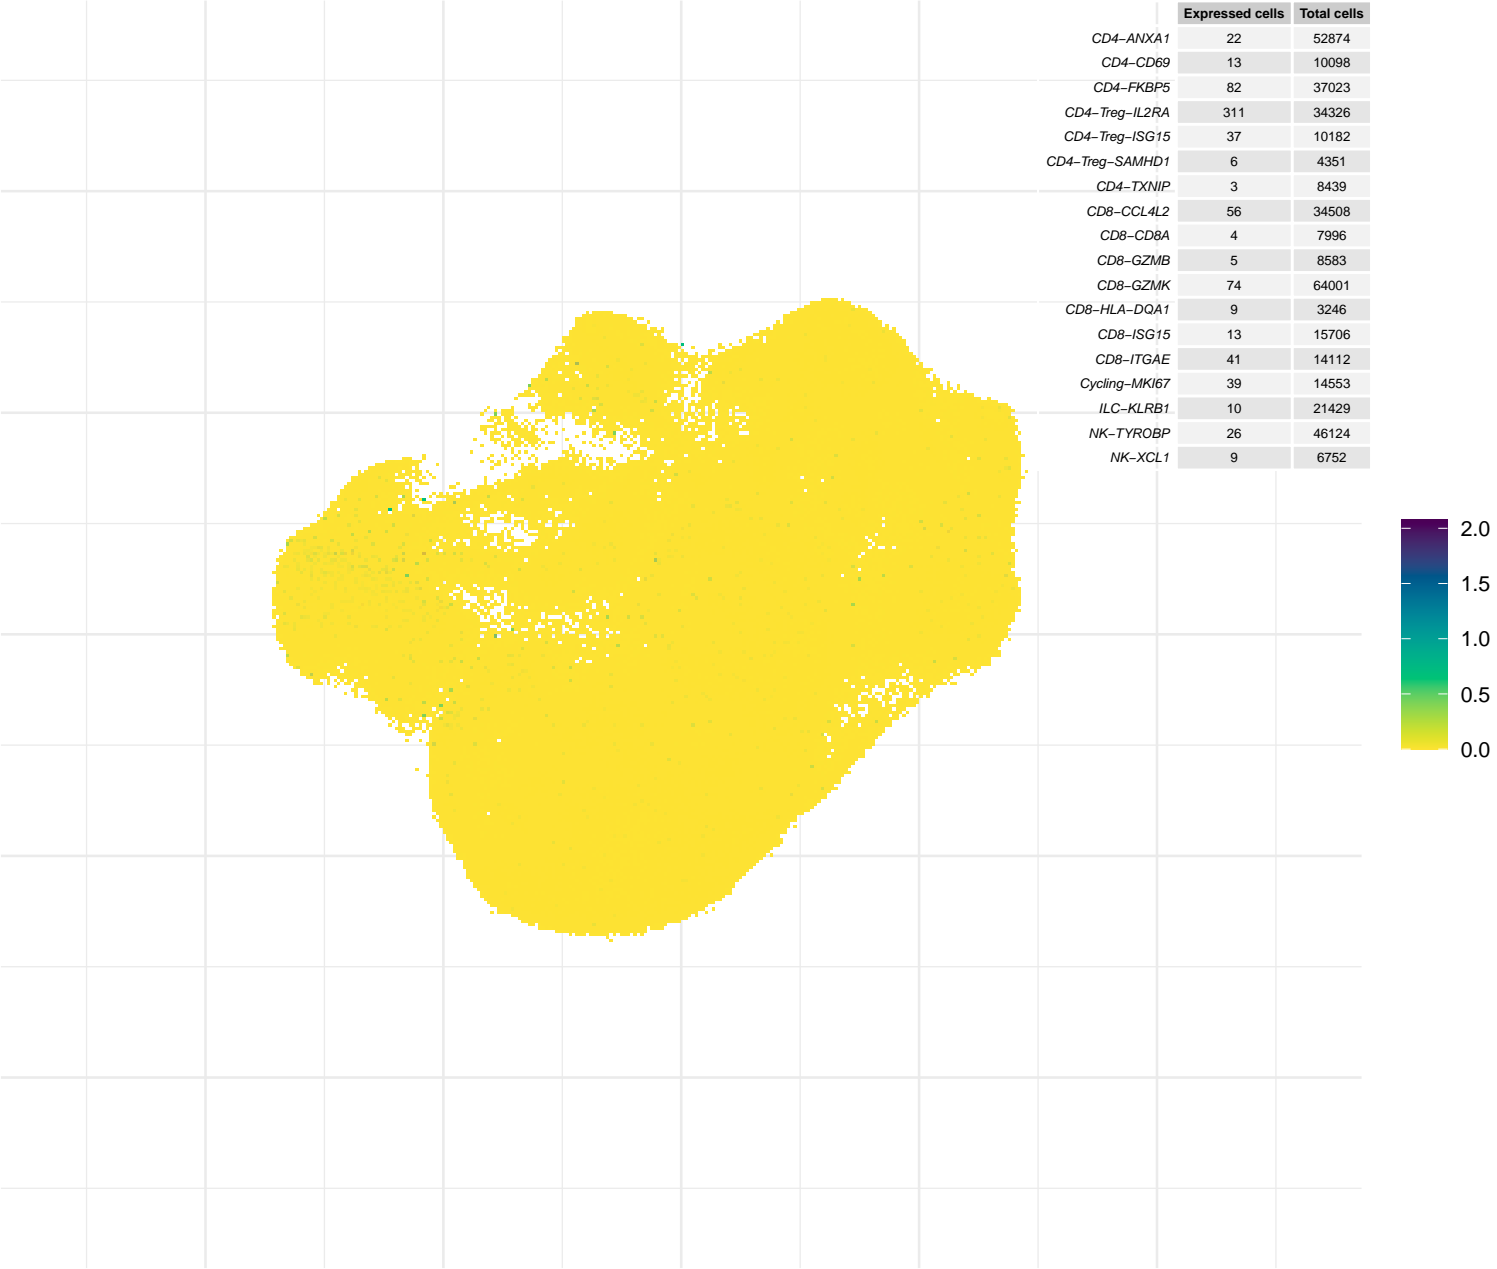 Expressed cells Total cells
CD4−ANXA1 22 52874
CD4−CD69 13 10098
CD4−FKBP5 82 37023
CD4−Treg−IL2RA 311 34326
CD4−Treg−ISG15 37 10182
CD4−Treg−SAMHD1 6 4351
CD4−TXNIP 3 8439
CD8−CCL4L2 56 34508
CD8−CD8A 4 7996
CD8−GZMB 5 8583
CD8−GZMK 74 64001
CD8−HLA−DQA1 9 3246
CD8−ISG15 13 15706
CD8−ITGAE 41 14112
Cycling−MKI67 39 14553
ILC−KLRB1 10 21429
NK−TYROBP 26 46124
NK−XCL1 9 6752
2.0
1.5
1.0
0.5
0.0